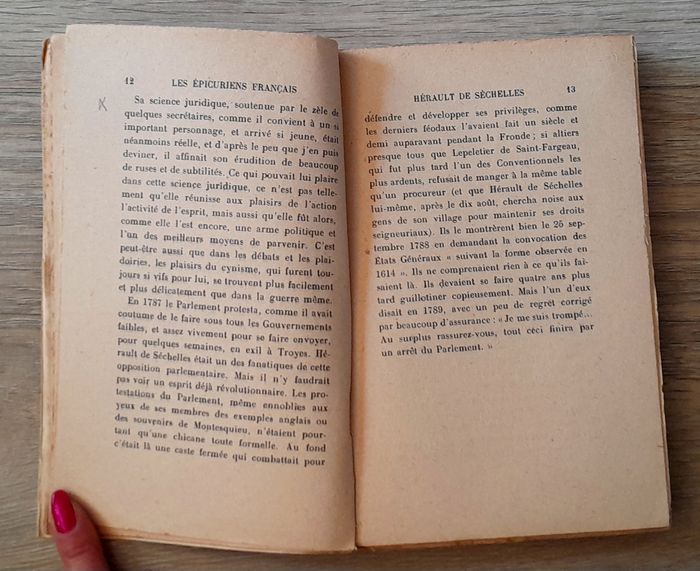 12 LES ÉPICURIENS FRANÇAIS
Sa science juridique, soutenue par le zèle de
quelques secrétaires, comme il convient à un si
important personnage, et arrivé si jeune, était
néanmoins réelle, et d'après le peu que j'en puis
deviner, il affinait son érudition de beaucoup
de ruses et de subtilités. Ce qui pouvait lui plaire
dans cette science juridique, ce n'est pas telle-
ment qu'elle réunisse aux plaisirs de l'action
l'activité de l'esprit, mais aussi qu'elle fût alors,
comme elle l'est encore, une arme politique et
l'un des meilleurs moyens de parvenir. C'est
peut-être aussi que dans les débats et les plai-
doiries, les plaisirs du cynisme, qui furent tou-
jours si vifs pour lui, se trouvent plus facilement
et plus délicatement que dans la guerre même.
En 1787 le Parlement protesta, comme il avait
coutume de le faire sous tous les Gouvernements
faibles, et assez vivement pour se faire envoyer,
pour quelques semaines, en exil à Troyes. Hé-
rault de Séchelles était un des fanatiques de cette
opposition parlementaire. Mais il n'y faudrait
pas voir un esprit déjà révolutionnaire. Les pro-
testations du Parlement, même ennoblies aux
yeux de ses membres des exemples anglais ou
des souvenirs de Montesquieu, n'étaient pour-
tant qu'une chicane toute formelle. Au fond
c'était là une caste fermée qui combattait pour
HÉRAULT DE SÉCHELLES 13
défendre et développer ses privilèges, comme
les derniers féodaux l'avaient fait un siècle et
demi auparavant pendant la Fronde ; si altiers
presque tous que Lepeletier de Saint-Fargeau,
qui fut plus tard l'un des Conventionnels les
plus ardents, refusait de manger à la même table
qu'un procureur (et que Hérault de Séchelles
lui-même, après le dix août, chercha noise aux
gens de son village pour maintenir ses droits
seigneuriaux). Ils le montrèrent bien le 25 sep-
tembre 1788 en demandant la convocation des
États Généraux « suivant la forme observée en
1614 ». Ils ne comprenaient rien à ce qu'ils fai-
saient là. Ils devaient se faire quatre ans plus
tard guillotiner copieusement. Mais l'un d'eux
disait en 1789, avec un peu de regret corrigé
par beaucoup d'assurance : « Je me suis trompé...
Au surplus rassurez-vous, tout ceci finira par
un arrêt du Parlement. »